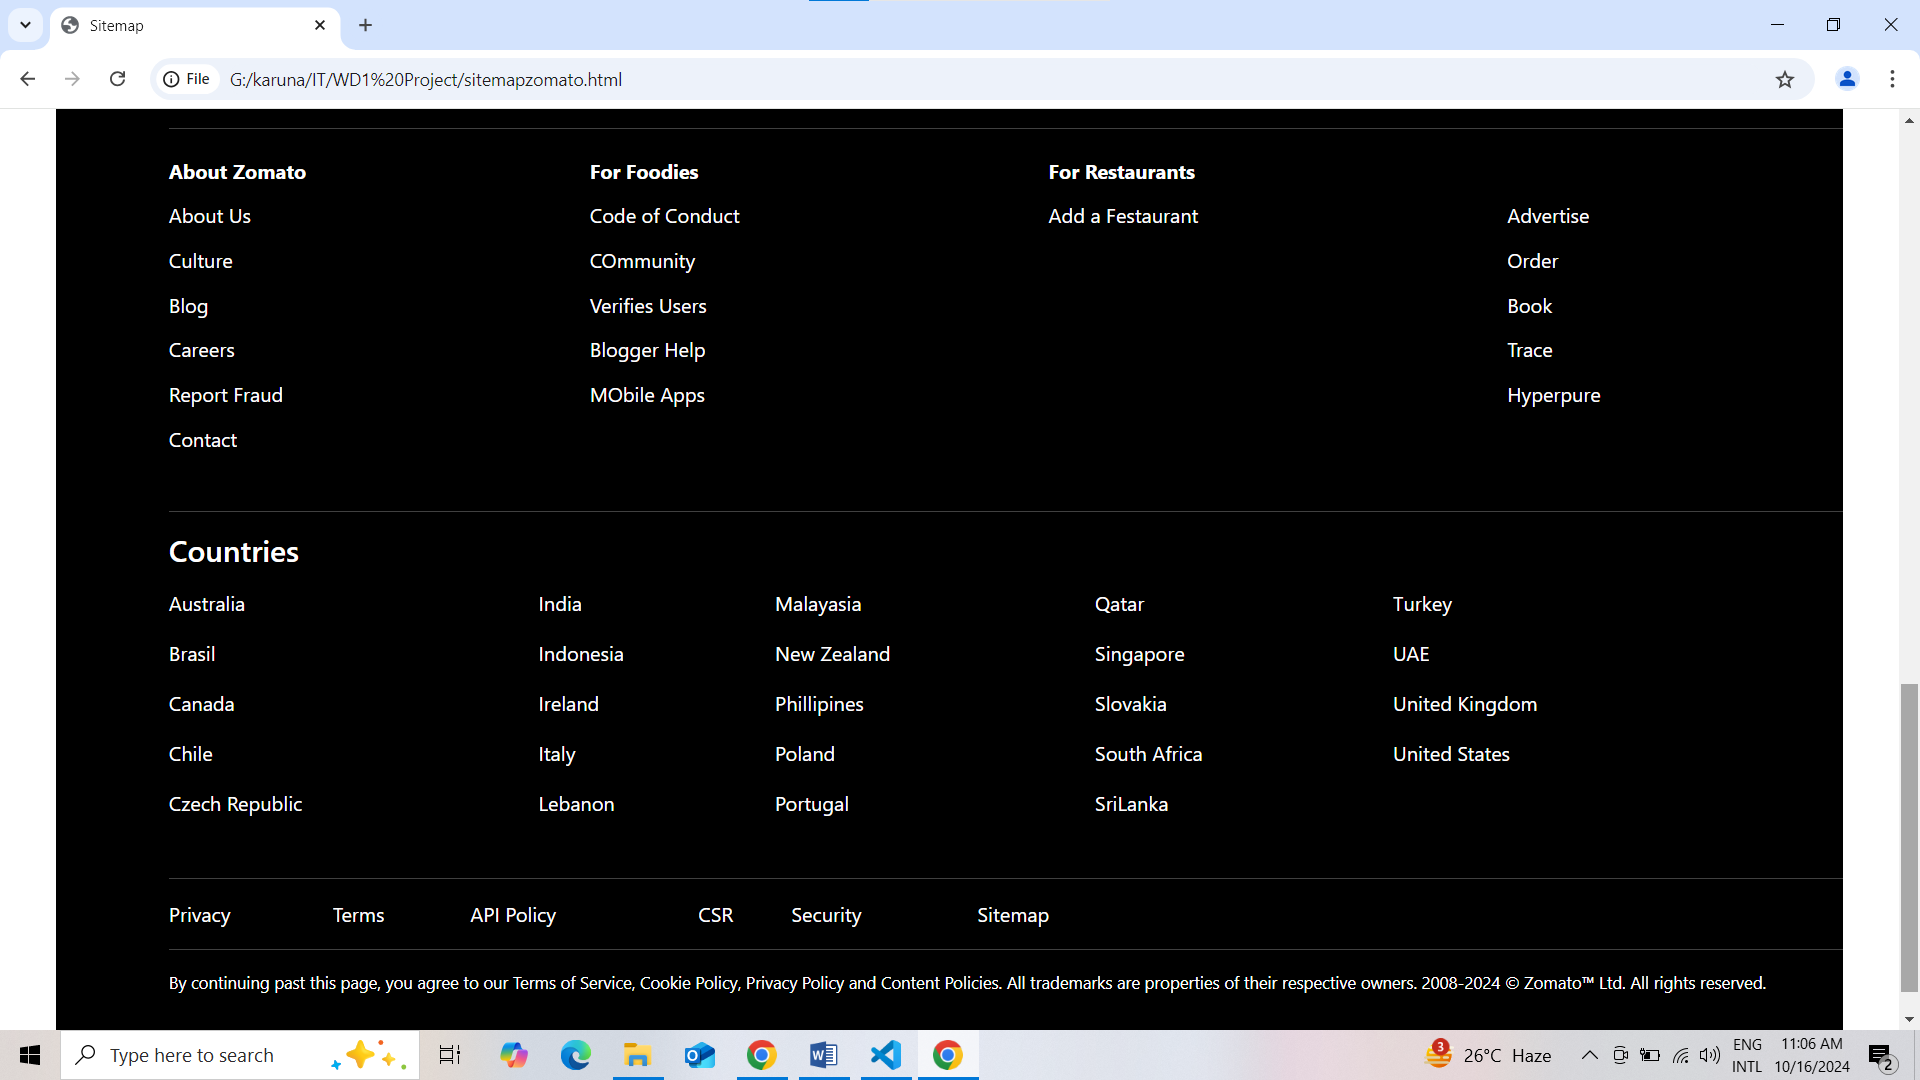 Sitemap
File
G:/karuna/IT/WD1%20Project/sitemapzomato.html
About Zomato
For Foodies
For Restaurants
About Us
Code of Conduct
Add a Festaurant
Advertise
Culture
COmmunity
Order
Blog
Verifies Users
Book
Careers
Blogger Help
Trace
Report Fraud
MObile Apps
Hyperpure
Contact
Countries
Australia
India
Malayasia
Qatar
Turkey
Brasil
Indonesia
New Zealand
Singapore
UAE
Canada
Ireland
Phillipines
Slovakia
United Kingdom
Chile
Italy
Poland
South Africa
United States
Czech Republic
Lebanon
Portugal
SriLanka
Privacy
Terms
API Policy
CSR
Security
Sitemap
By continuing past this page, you agree to our Terms of Service, Cookie Policy, Privacy Policy and Content Policies. All trademarks are properties of their respective owners. 2008-2024 © Zomato™ Ltd. All rights reserved.
Type here to search
3
26°C Haze
ENG
INTL
11:06 AM
10/16/2024
2